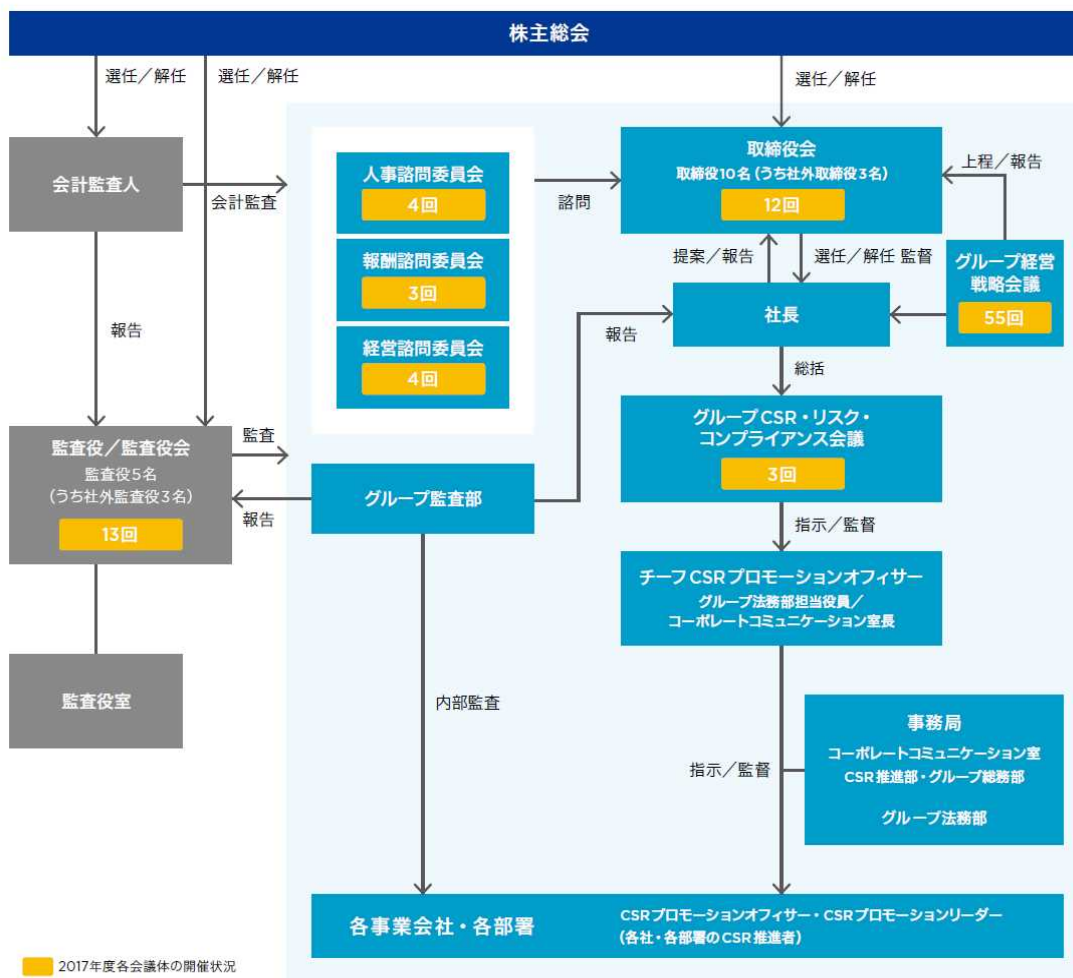 株主総会
選任／解任
選任／解任
選任／解任
会計監査人
会計監査
人事諮問委員会
4回
報酬諮問委員会
3回
経営諮問委員会
4回
諮問
取締役会
取締役10名（うち社外取締役3名）
12回
上程／報告
提案／報告
選任／解任 監督
グループ経営
戦略会議
55回
社長
報告
報告
総括
グループCSR・リスク・
コンプライアンス会議
3回
監査役／監査役会
監査役5名
（うち社外監査役3名）
13回
監査
報告
グループ監査部
指示／監督
チーフCSRプロモーションオフィサー
グループ法務部担当役員／
コーポレートコミュニケーション室長
監査役室
内部監査
指示／監督
事務局
コーポレートコミュニケーション室
CSR推進部・グループ総務部
グループ法務部
各事業会社・各部署
CSRプロモーションオフィサー・CSRプロモーションリーダー
（各社・各部署のCSR推進者）
2017年度各会議体の開催状況